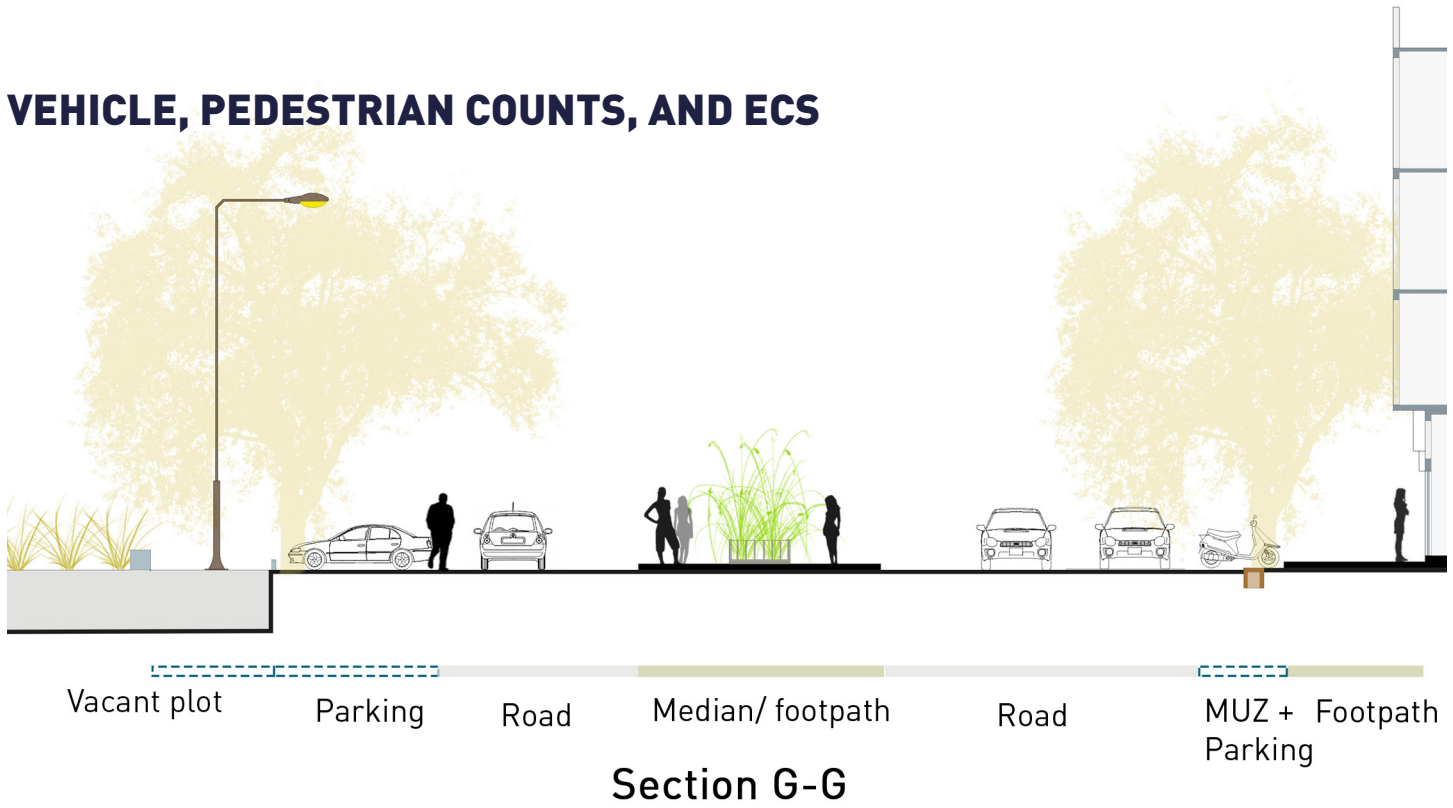 VEHICLE, PEDESTRIAN COUNTS, AND ECS
Vacant plot
Parking
Road
Median/ footpath
Road
MUZ +
Parking
Footpath
Section G-G